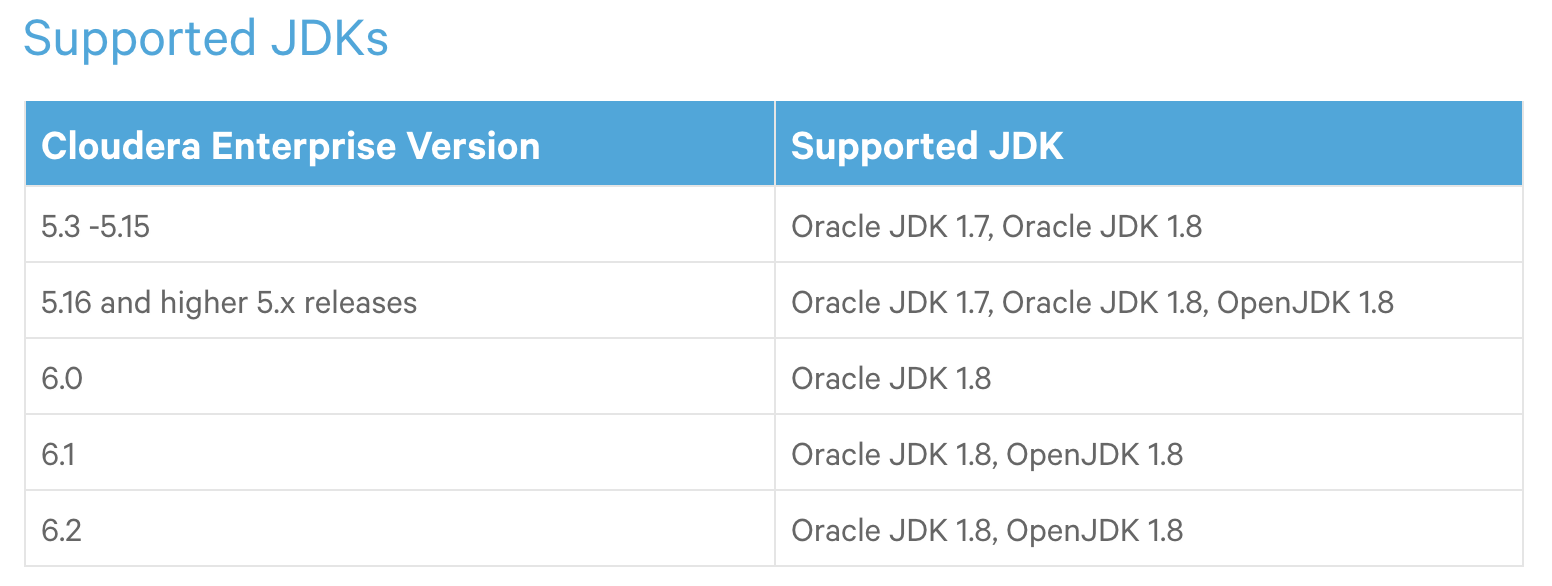 Supported JDKs
Cloudera Enterprise Version Supported JDK
5.3 -5.15 Oracle JDK 1.7, Oracle JDK 1.8
5.16 and higher 5.x releases Oracle JDK 1.7, Oracle JDK 1.8, OpenJDK 1.8
6.0 Oracle JDK 1.8
6.1 Oracle JDK 1.8, OpenJDK 1.8
6.2 Oracle JDK 1.8, OpenJDK 1.8